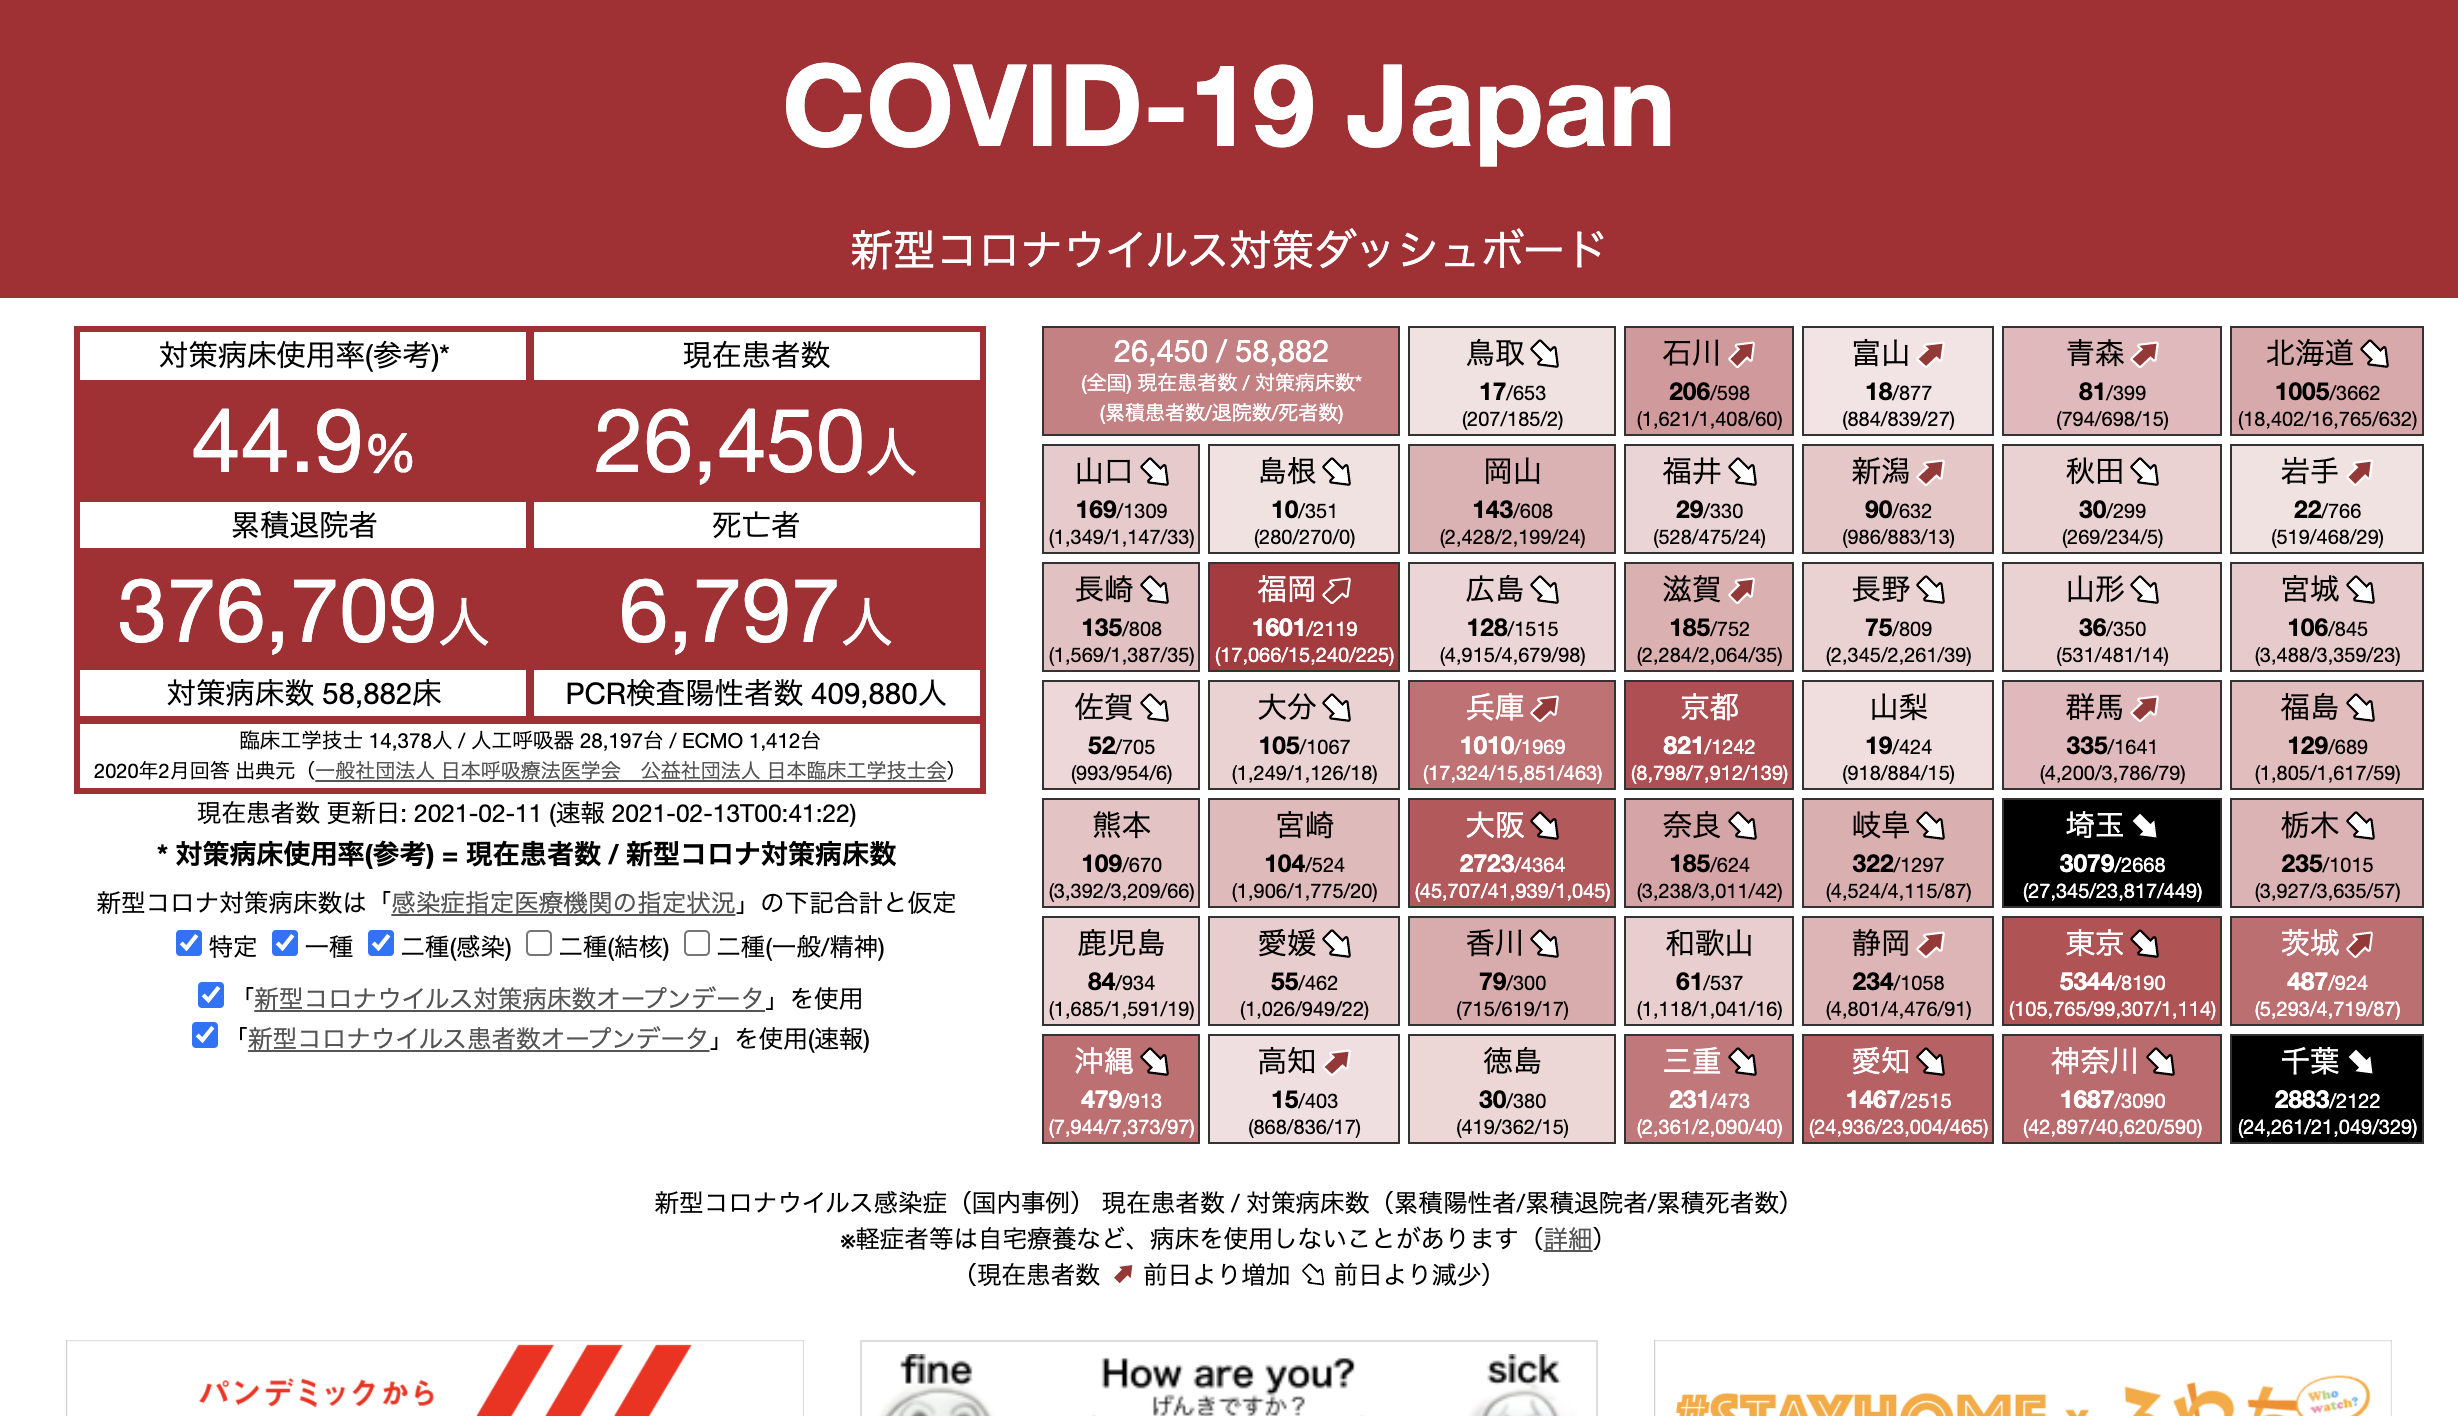 COVID-19 Japan
新型コロナウイルス対策ダッシュボード
対策病床使用率(参考)*
現在患者数
44.9%
26,450人
累積退院者
死亡者
376,709人
6,797人
対策病床数 58,882床
PCR検査陽性者数 409,880人
臨床工学技士 14,378人 / 人工呼吸器 28,197台 / ECMO 1,412台
2020年2月回答 出典元（一般社団法人 日本呼吸療法医学会　公益社団法人 日本臨床工学技士会）
現在患者数 更新日: 2021-02-11 (速報 2021-02-13T00:41:22)
* 対策病床使用率(参考) = 現在患者数 / 新型コロナ対策病床数
新型コロナ対策病床数は「感染症指定医療機関の指定状況」の下記合計と仮定
特定 一種 二種(感染) 二種(結核) 二種(一般/精神)
「新型コロナウイルス対策病床数オープンデータ」を使用
「新型コロナウイルス患者数オープンデータ」を使用(速報)
26,450 / 58,882
(全国) 現在患者数 / 対策病床数*
(累積患者数/退院数/死者数)
鳥取
17/653
(207/185/2)
石川
206/598
(1,621/1,408/60)
富山
18/877
(884/839/27)
青森
81/399
(794/698/15)
北海道
1005/3662
(18,402/16,765/632)
山口
169/1309
(1,349/1,147/33)
島根
10/351
(280/270/0)
岡山
143/608
(2,428/2,199/24)
福井
29/330
(528/475/24)
新潟
90/632
(986/883/13)
秋田
30/299
(269/234/5)
岩手
22/766
(519/468/29)
長崎
135/808
(1,569/1,387/35)
福岡
1601/2119
(17,066/15,240/225)
広島
128/1515
(4,915/4,679/98)
滋賀
185/752
(2,284/2,064/35)
長野
75/809
(2,345/2,261/39)
山形
36/350
(531/481/14)
宮城
106/845
(3,488/3,359/23)
佐賀
52/705
(993/954/6)
大分
105/1067
(1,249/1,126/18)
兵庫
1010/1969
(17,324/15,851/463)
京都
821/1242
(8,798/7,912/139)
山梨
19/424
(918/884/15)
群馬
335/1641
(4,200/3,786/79)
福島
129/689
(1,805/1,617/59)
熊本
109/670
(3,392/3,209/66)
宮崎
104/524
(1,906/1,775/20)
大阪
2723/4364
(45,707/41,939/1,045)
奈良
185/624
(3,238/3,011/42)
岐阜
322/1297
(4,524/4,115/87)
埼玉
3079/2668
(27,345/23,817/449)
栃木
235/1015
(3,927/3,635/57)
鹿児島
84/934
(1,685/1,591/19)
愛媛
55/462
(1,026/949/22)
香川
79/300
(715/619/17)
和歌山
61/537
(1,118/1,041/16)
静岡
234/1058
(4,801/4,476/91)
東京
5344/8190
(105,765/99,307/1,114)
茨城
487/924
(5,293/4,719/87)
沖縄
479/913
(7,944/7,373/97)
高知
15/403
(868/836/17)
徳島
30/380
(419/362/15)
三重
231/473
(2,361/2,090/40)
愛知
1467/2515
(24,936/23,004/465)
神奈川
1687/3090
(42,897/40,620/590)
千葉
2883/2122
(24,261/21,049/329)
新型コロナウイルス感染症（国内事例） 現在患者数 / 対策病床数（累積陽性者/累積退院者/累積死者数）
※軽症者等は自宅療養など、病床を使用しないことがあります（詳細）
（現在患者数 前日より増加 前日より減少）
パンデミックから
fine
How are you?
sick
げんきですか?
#STAYHOME x
Who
watch?